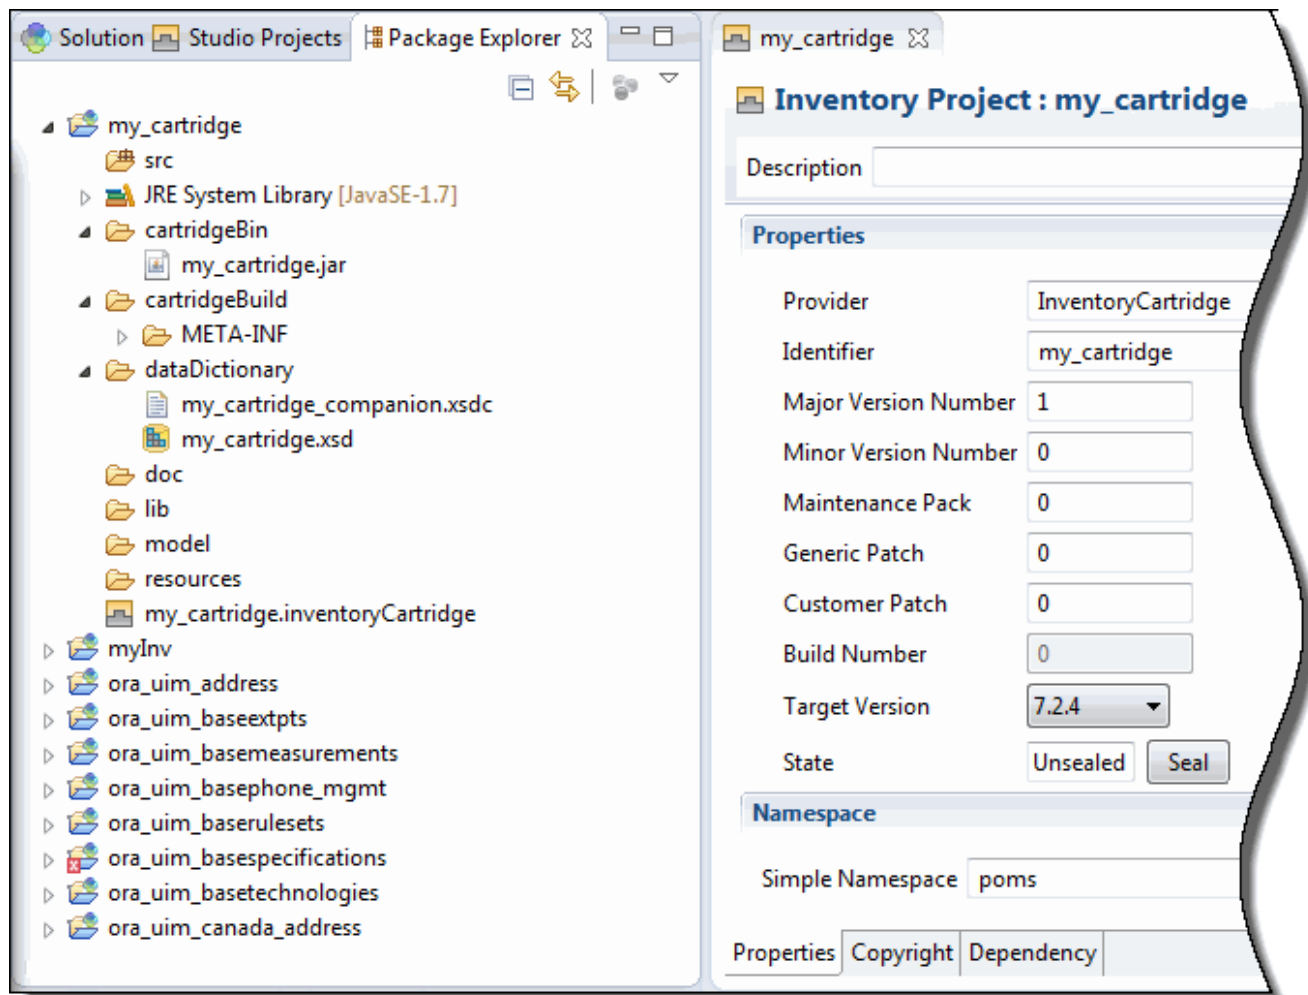 Solution Studio Projects Package Explorer
my_cartridge
src
JRE System Library [JavaSE-1.7]
cartridgeBin
my_cartridge.jar
cartridgeBuild
META-INF
dataDictionary
my_cartridge_companion.xsdc
my_cartridge.xsd
doc
lib
model
resources
my_cartridge.inventoryCartridge
myInv
ora_uim_address
ora_uim_baseextpts
ora_uim_basemeasurements
ora_uim_basephone_mgmt
ora_uim_baserulesets
ora_uim_basespecifications
ora_uim_basetechnologies
ora_uim_canada_address
my_cartridge
Inventory Project : my_cartridge
Description
Properties
Provider InventoryCartridge
Identifier my_cartridge
Major Version Number 1
Minor Version Number 0
Maintenance Pack 0
Generic Patch 0
Customer Patch 0
Build Number 0
Target Version 7.2.4
State Unsealed Seal
Namespace
Simple Namespace poms
Properties Copyright Dependency